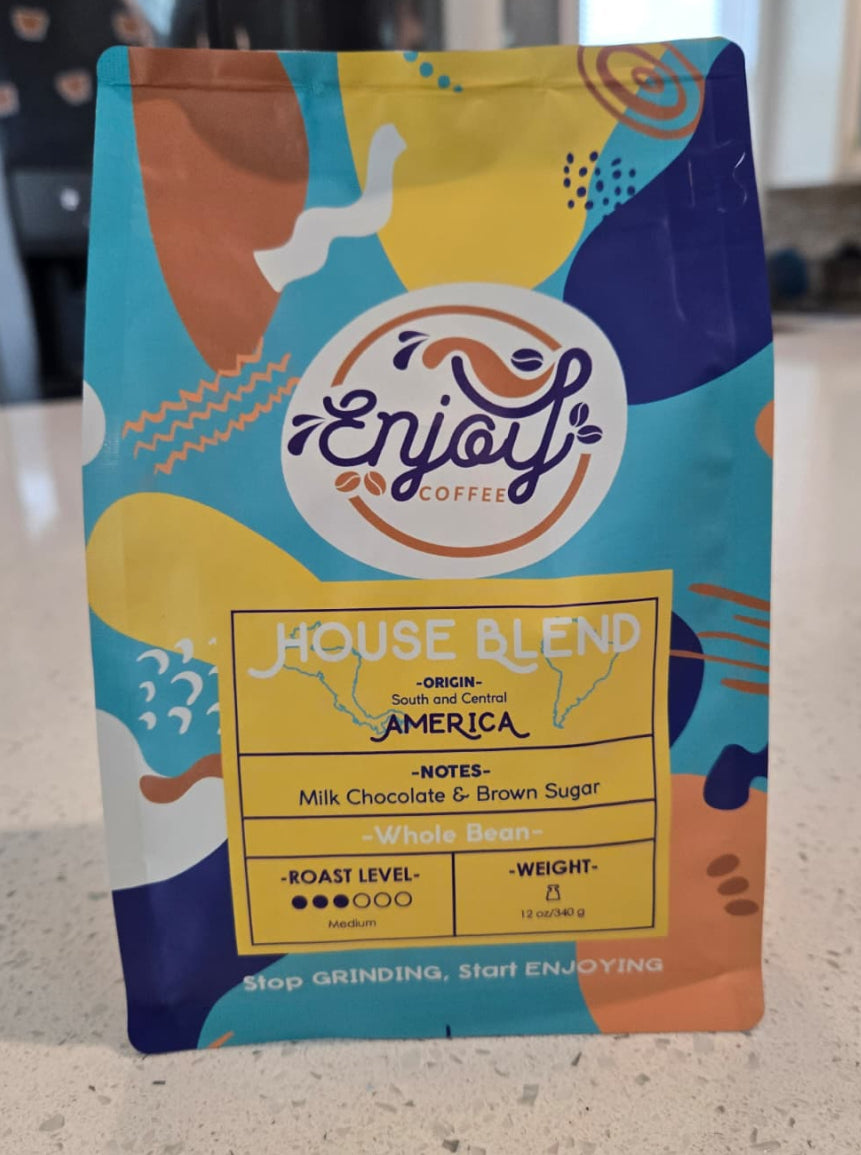 Enjoy
COFFEE
HOUSE BLEND
-ORIGIN-
South and Central
AMERICA
-NOTES-
Milk Chocolate & Brown Sugar
-Whole Bean-
-ROAST LEVEL-
Medium
-WEIGHT-
12 oz/340 g
Stop GRINDING, Start ENJOYING